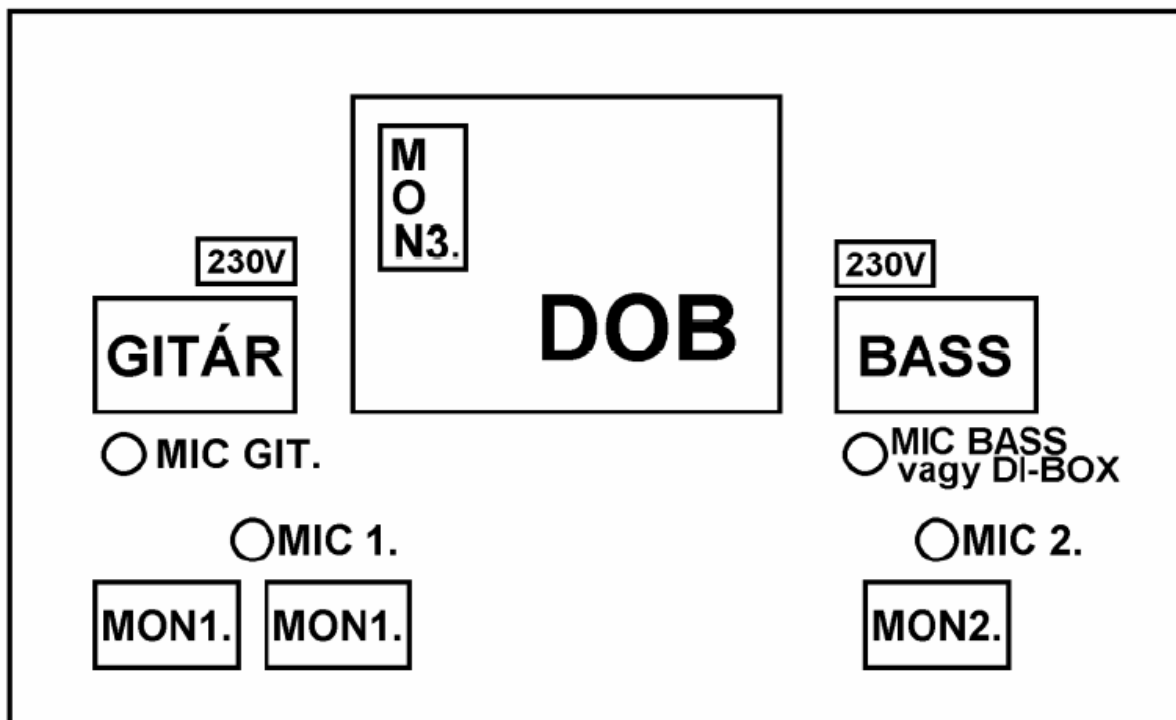 M
O
N3.
230V
230V
GITÁR
DOB
BASS
MIC GIT.
MIC BASS
vagy DI-BOX
MIC 1.
MIC 2.
MON1.
MON1.
MON2.